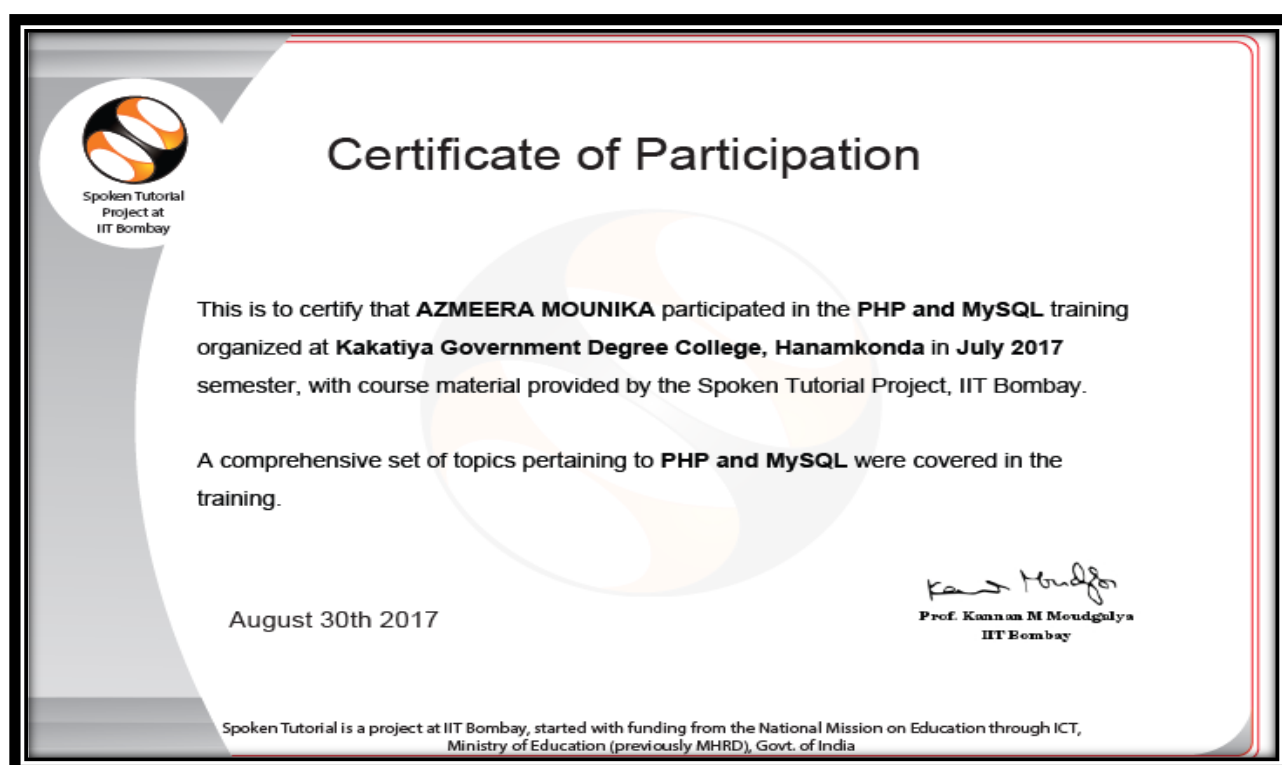 Certificate of Participation
Spoken Tutorial
Project at
IIT Bombay
This is to certify that AZMEERA MOUNIKA participated in the PHP and MySQL training
organized at Kakatiya Government Degree College, Hanamkonda in July 2017
semester, with course material provided by the Spoken Tutorial Project, IIT Bombay.
A comprehensive set of topics pertaining to PHP and MySQL were covered in the
training.
August 30th 2017
Prof. Kannan M Moudgalya
IIT Bombay
Spoken Tutorial is a project at IIT Bombay, started with funding from the National Mission on Education through ICT,
Ministry of Education (previously MHRD), Govt. of India